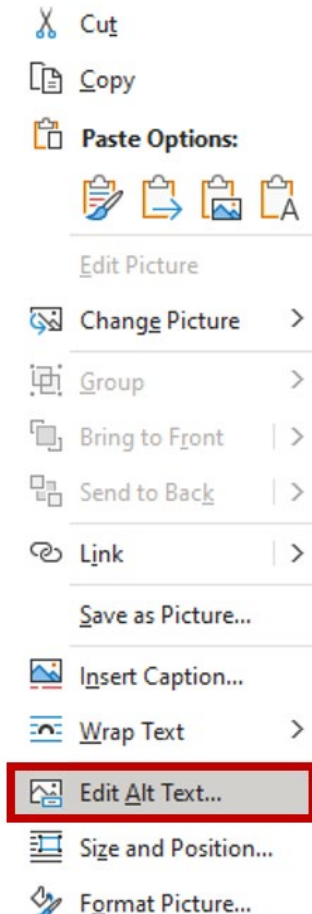 Cut
Copy
Paste Options:
A
Edit Picture
Change Picture
Group
Bring to Front
Send to Back
Link
Save as Picture...
Insert Caption...
Wrap Text
Edit Alt Text...
Size and Position...
Format Picture...